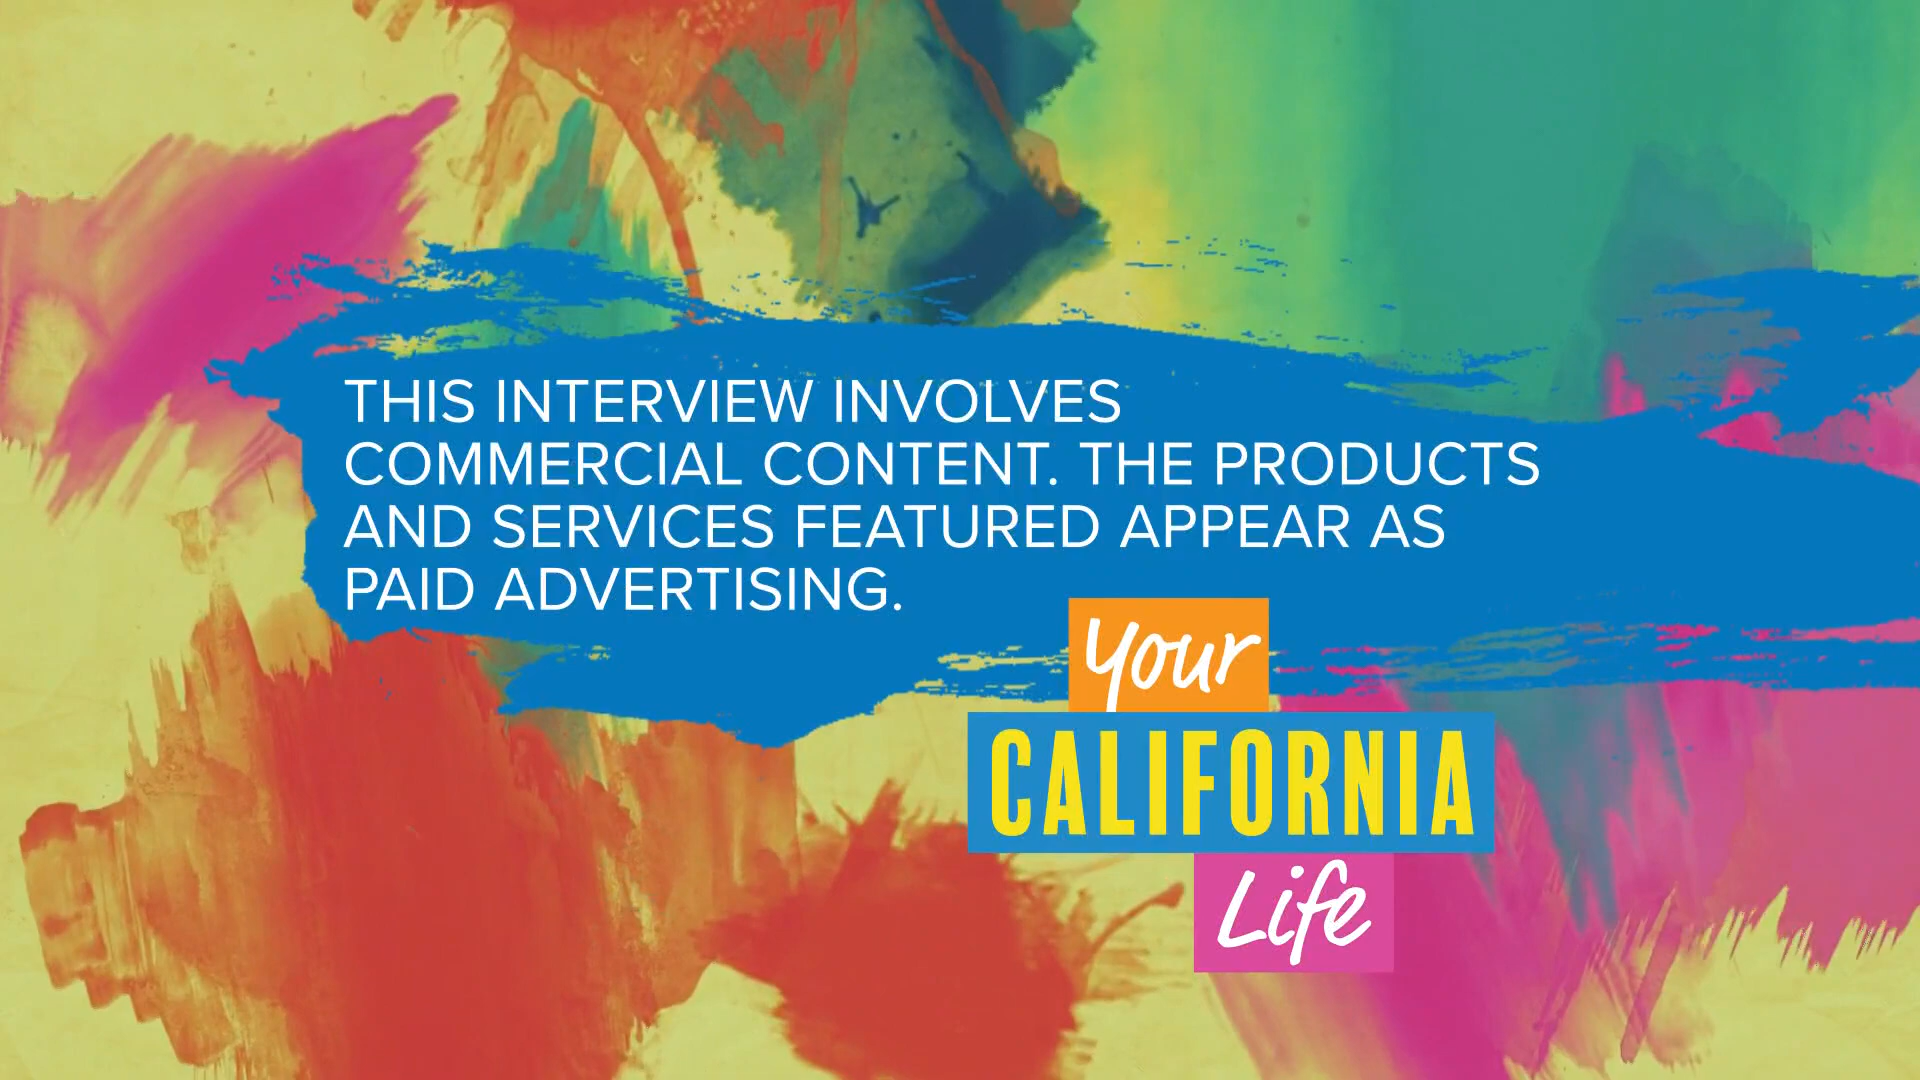 THIS INTERVIEW INVOLVES
COMMERCIAL CONTENT. THE PRODUCTS
AND SERVICES FEATURED APPEAR AS
PAID ADVERTISING.
Your
CALIFORNIA
Life